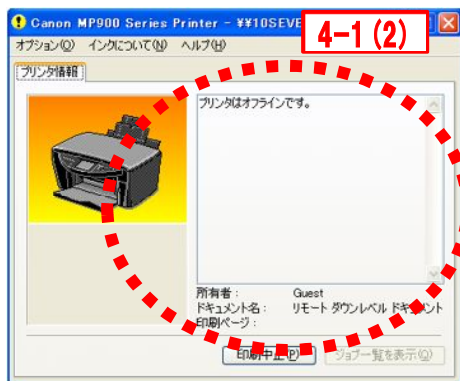 Canon MP900 Series Printer - ¥¥10SEVE
4-1 (2)
オプション(O) インクについて(N) ヘルプ(H)
プリンタ情報
プリンタはオフラインです。
所有者 : Guest
ドキュメント名 : リモート ダウンレベル ドキュメント
印刷ページ :
印刷中止(P) ジョブ一覧を表示(Q)